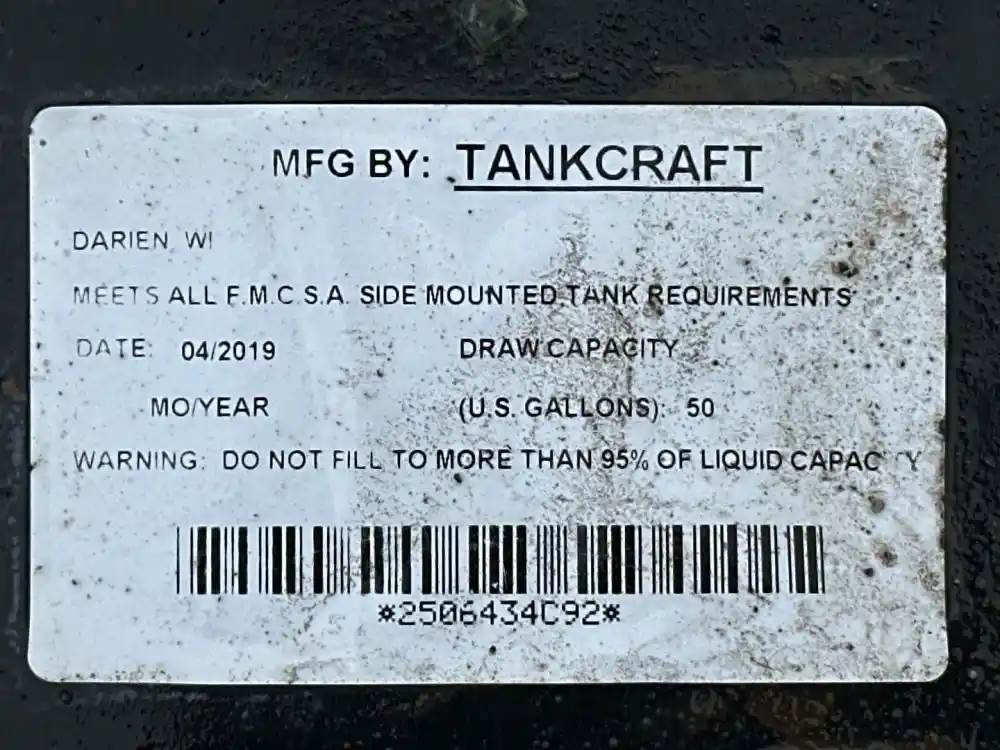 MFG BY: TANKCRAFT
DARIEN, WI
MEETS ALL F.M.C.S.A. SIDE MOUNTED TANK REQUIREMENTS
DATE: 04/2019 DRAW CAPACITY
MO/YEAR (U.S. GALLONS): 50
WARNING: DO NOT FILL TO MORE THAN 95% OF LIQUID CAPACITY
*2506434C92*